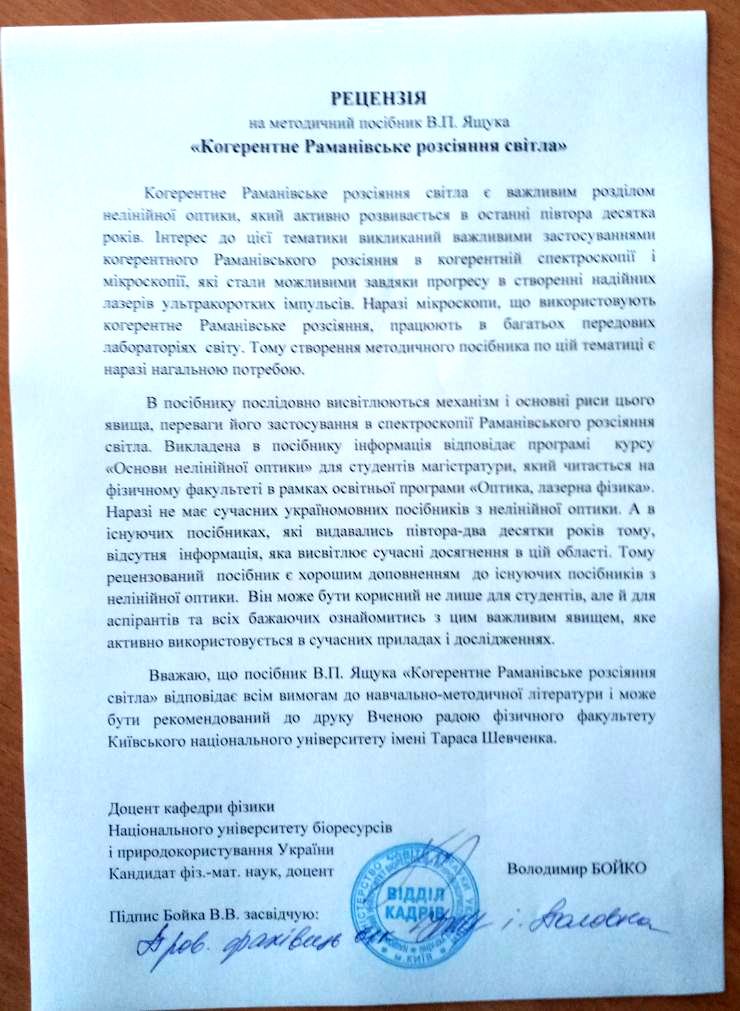 РЕЦЕНЗІЯ
на методичний посібник В.П. Ящука
«Когерентне Раманівське розсіяння світла»
Когерентне Раманівське розсіяння світла є важливим розділом
нелінійної оптики, який активно розвивається в останні півтора десятка
років. Інтерес до цієї тематики викликаний важливими застосуваннями
когерентного Раманівського розсіяння в когерентній спектроскопії і
мікроскопії, які стали можливими завдяки прогресу в створенні надійних
лазерів ультракоротких імпульсів. Наразі мікроскопи, що використовують
когерентне Раманівське розсіяння, працюють в багатьох передових
лабораторіях світу. Тому створення методичного посібника по цій тематиці є
наразі нагальною потребою.
В посібнику послідовно висвітлюються механізм і основні риси цього
явища, переваги його застосування в спектроскопії Раманівського розсіяння
світла. Викладена в посібнику інформація відповідає програмі курсу
«Основи нелінійної оптики» для студентів магістратури, який читається на
фізичному факультеті в рамках освітньої програми «Оптика, лазерна фізика».
Наразі не має сучасних україномовних посібників з нелінійної оптики. А в
існуючих посібниках, які видавались півтора-два десятки років тому,
відсутня інформація, яка висвітлює сучасні досягнення в цій області. Тому
рецензований посібник є хорошим доповненням до існуючих посібників з
нелінійної оптики. Він може бути корисний не лише для студентів, але й для
аспірантів та всіх бажаючих ознайомитись з цим важливим явищем, яке
активно використовується в сучасних приладах і дослідженнях.
Вважаю, що посібник В.П. Ящука «Когерентне Раманівське розсіяння
світла» відповідає всім вимогам до навчально-методичної літератури і може
бути рекомендований до друку Вченою радою фізичного факультету
Київського національного університету імені Тараса Шевченка.
Доцент кафедри фізики
Національного університету біоресурсів
і природокористування України
Кандидат фіз.-мат. наук, доцент
Володимир БОЙКО
ВІДДІЛ
КАДРІВ
м.КИЇВ
Підпис Бойка В.В. засвідчую:
Пров. фахівець